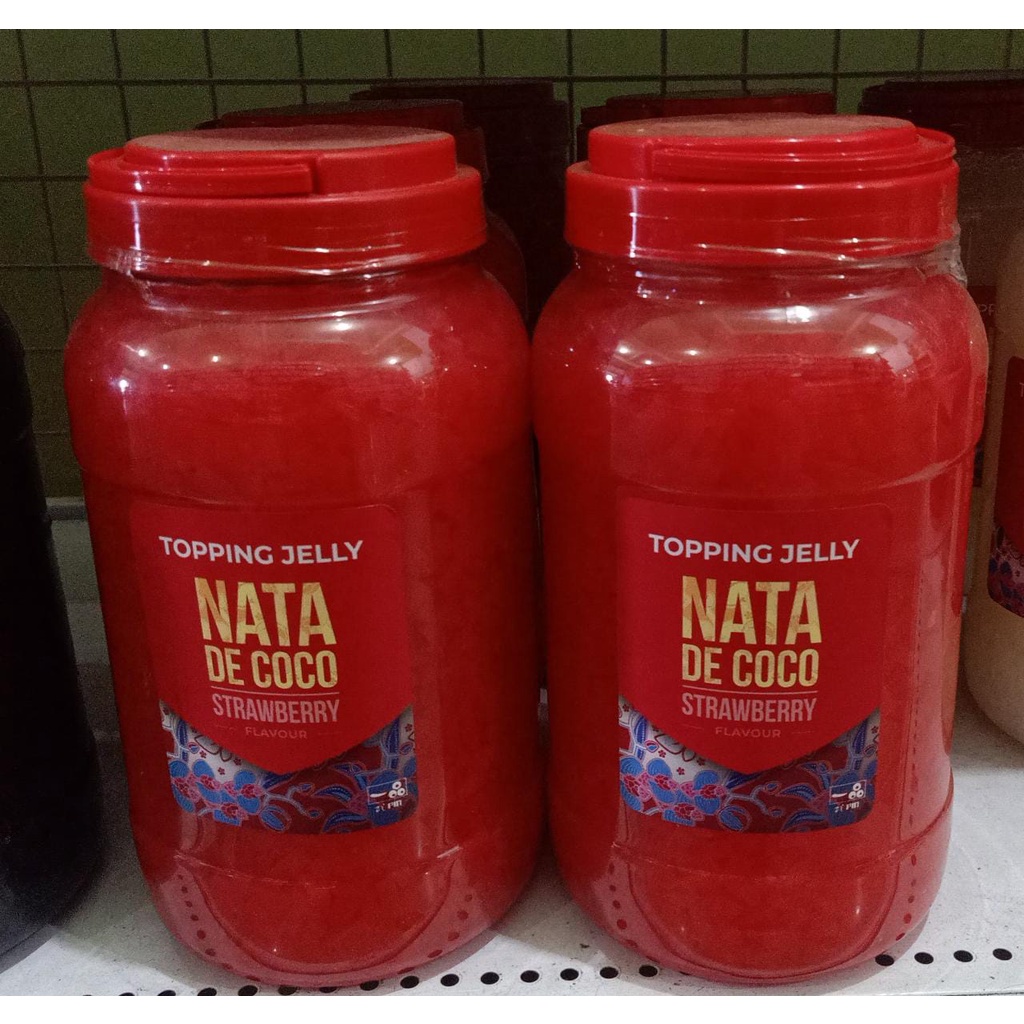 TOPPING JELLY
NATA
DE COCO
STRAWBERRY
FLAVOUR
TOPPING JELLY
NATA
DE COCO
STRAWBERRY
FLAVOUR